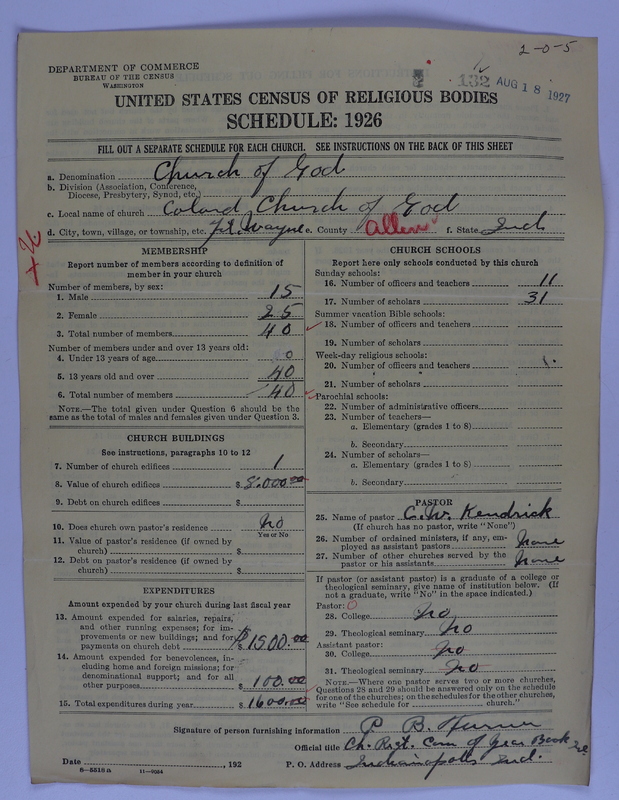 2-0-5
DEPARTMENT OF COMMERCE
BUREAU OF THE CENSUS
WASHINGTON
132 AUG 18 1927
UNITED STATES CENSUS OF RELIGIOUS BODIES
SCHEDULE: 1926
FILL OUT A SEPARATE SCHEDULE FOR EACH CHURCH. SEE INSTRUCTIONS ON THE BACK OF THIS SHEET
a. Denomination Church of God
b. Division (Association, Conference, Diocese, Presbytery, Synod, etc.)
c. Local name of church Colard Church of God
d. City, town, village, or township, etc. Ft. Wayne e. County Allen f. State Ind
MEMBERSHIP
Report number of members according to definition of
member in your church
Number of members, by sex:
1. Male 15
2. Female 25
3. Total number of members 40
Number of members under and over 13 years old:
4. Under 13 years of age 0
5. 13 years old and over 40
6. Total number of members 40
NOTE.—The total given under Question 6 should be the
same as the total of males and females given under Question 3.
CHURCH BUILDINGS
See instructions, paragraphs 10 to 12
7. Number of church edifices 1
8. Value of church edifices $8.000.00
9. Debt on church edifices $
10. Does church own pastor's residence No
Yes or No
11. Value of pastor's residence (if owned by
church) $
12. Debt on pastor's residence (if owned by
church) $
EXPENDITURES
Amount expended by your church during last fiscal year
13. Amount expended for salaries, repairs,
and other running expenses; for im-
provements or new buildings; and for
payments on church debt $1500.00
14. Amount expended for benevolences, in-
cluding home and foreign missions; for
denominational support; and for all
other purposes $100.00
15. Total expenditures during year $1600.00
CHURCH SCHOOLS
Report here only schools conducted by this church
Sunday schools:
16. Number of officers and teachers 11
17. Number of scholars 31
Summer vacation Bible schools:
18. Number of officers and teachers
19. Number of scholars
Week-day religious schools:
20. Number of officers and teachers
21. Number of scholars
Parochial schools:
22. Number of administrative officers
23. Number of teachers—
a. Elementary (grades 1 to 8)
b. Secondary
24. Number of scholars—
a. Elementary (grades 1 to 8)
b. Secondary
PASTOR
25. Name of pastor C. W. Kendrick
(If church has no pastor, write "None")
26. Number of ordained ministers, if any, em-
ployed as assistant pastors None
27. Number of other churches served by the
pastor or his assistants None
If pastor (or assistant pastor) is a graduate of a college or
theological seminary, give name of institution below. (If
not a graduate, write "No" in the space indicated.)
Pastor: 0
28. College No
29. Theological seminary No
Assistant pastor:
30. College No
31. Theological seminary No
NOTE.—Where one pastor serves two or more churches,
Questions 28 and 29 should be answered only on the schedule
for one of the churches; on the schedules for the other churches,
write "See schedule for church."
Signature of person furnishing information P B
Official title Ch. Com of Year Book
Date , 192 P. O. Address Indianapolis Ind.
8-5518a 11-9054